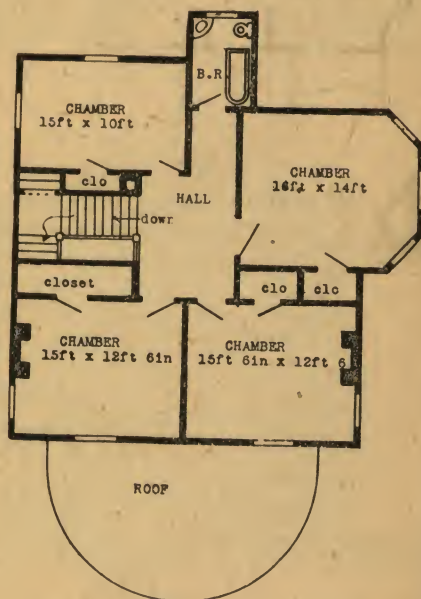 B.R
CHAMBER
15ft x 10ft
CHAMBER
16ft x 14ft
clo
HALL
down
closet
clo
clo
CHAMBER
15ft x 12ft 6in
CHAMBER
15ft 6in x 12ft 6
ROOF